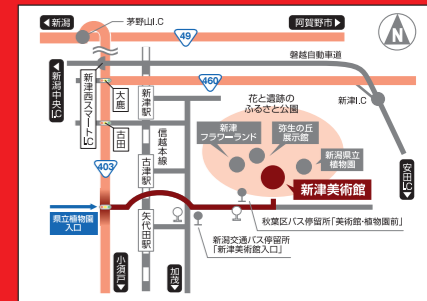 ◀新潟
茅野山I.C
49
阿賀野市▶
N
磐越自動車道
◀新潟中央I.C
新津西スマートI.C
大鹿
古田
新津駅
信越本線
古津駅
矢代田駅
460
403
花と遺跡の
ふるさと公園
新津
フラワーランド
弥生の丘
展示館
新潟県立
植物園
新津美術館
新津I.C
安田I.C▶
県立植物園
入口
秋葉区バス停留所「美術館・植物園前」
新潟交通バス停留所
「新津美術館入口」
小須戸▶
加茂▶